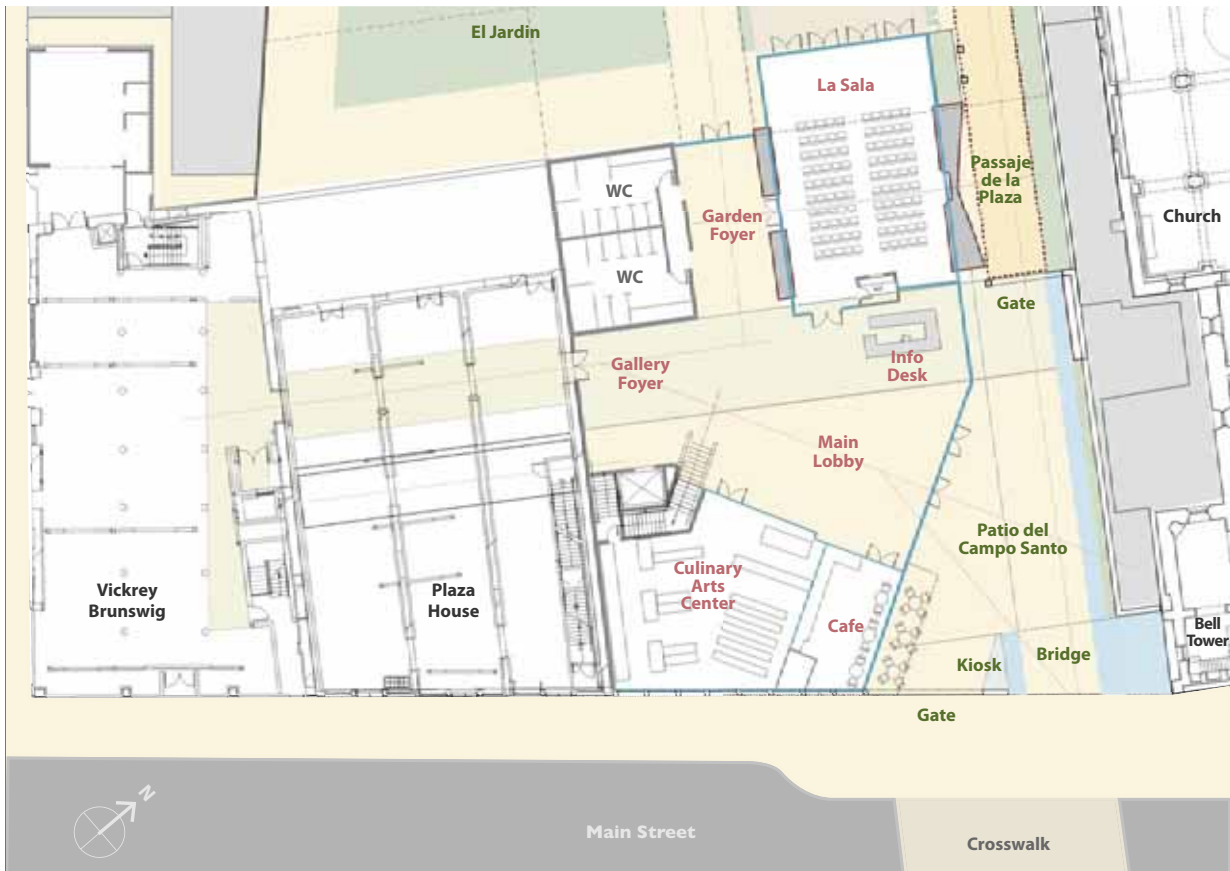 El Jardin
La Sala
WC
Passaje
de la
Plaza
Garden
Foyer
Church
WC
Gate
Gallery
Foyer
Info
Desk
Main
Lobby
Patio del
Campo Santo
Culinary
Arts
Center
Vickrey
Brunswig
Plaza
House
Cafe
Bell
Tower
Kiosk
Bridge
Gate
N
Main Street
Crosswalk